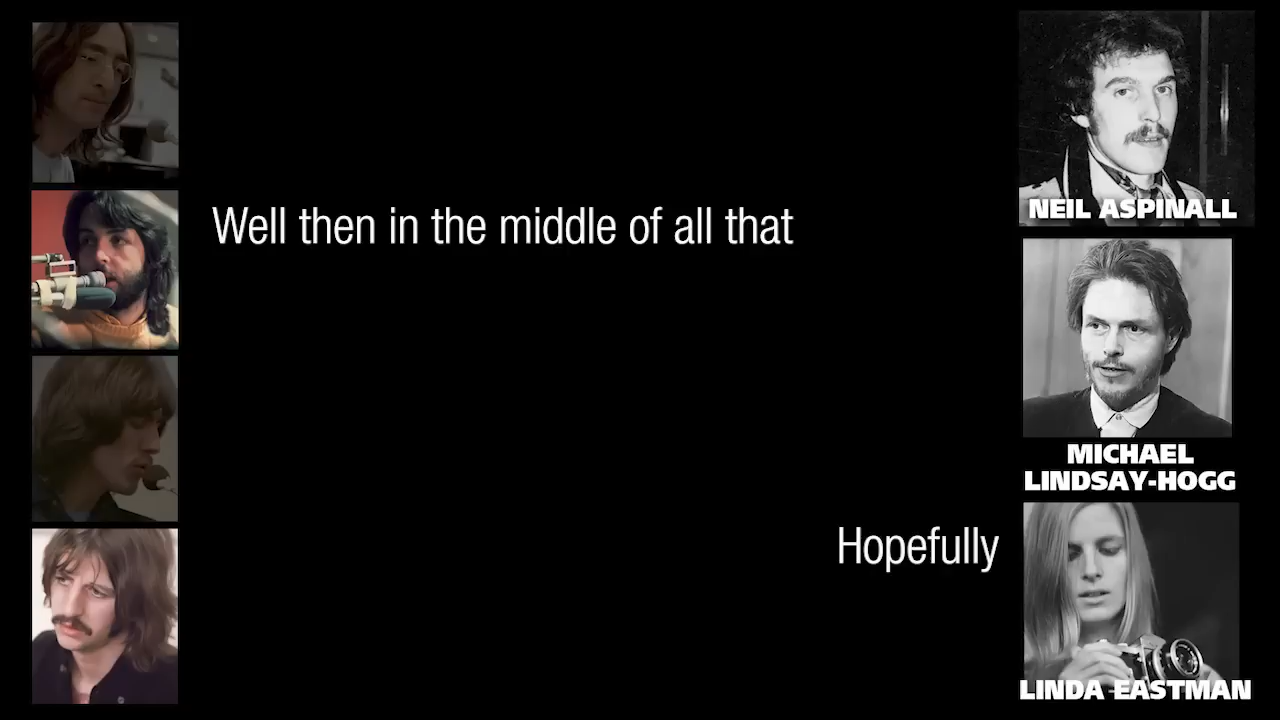 NEIL ASPINALL
Well then in the middle of all that
MICHAEL
LINDSAY-HOGG
Hopefully
LINDA EASTMAN